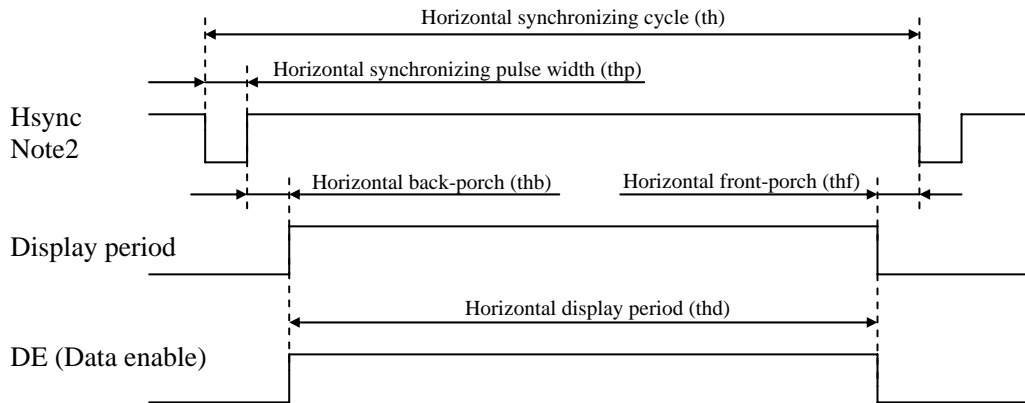 Horizontal synchronizing cycle (th)
Horizontal synchronizing pulse width (thp)
Hsync
Note2
Horizontal back-porch (thb)
Horizontal front-porch (thf)
Display period
Horizontal display period (thd)
DE (Data enable)